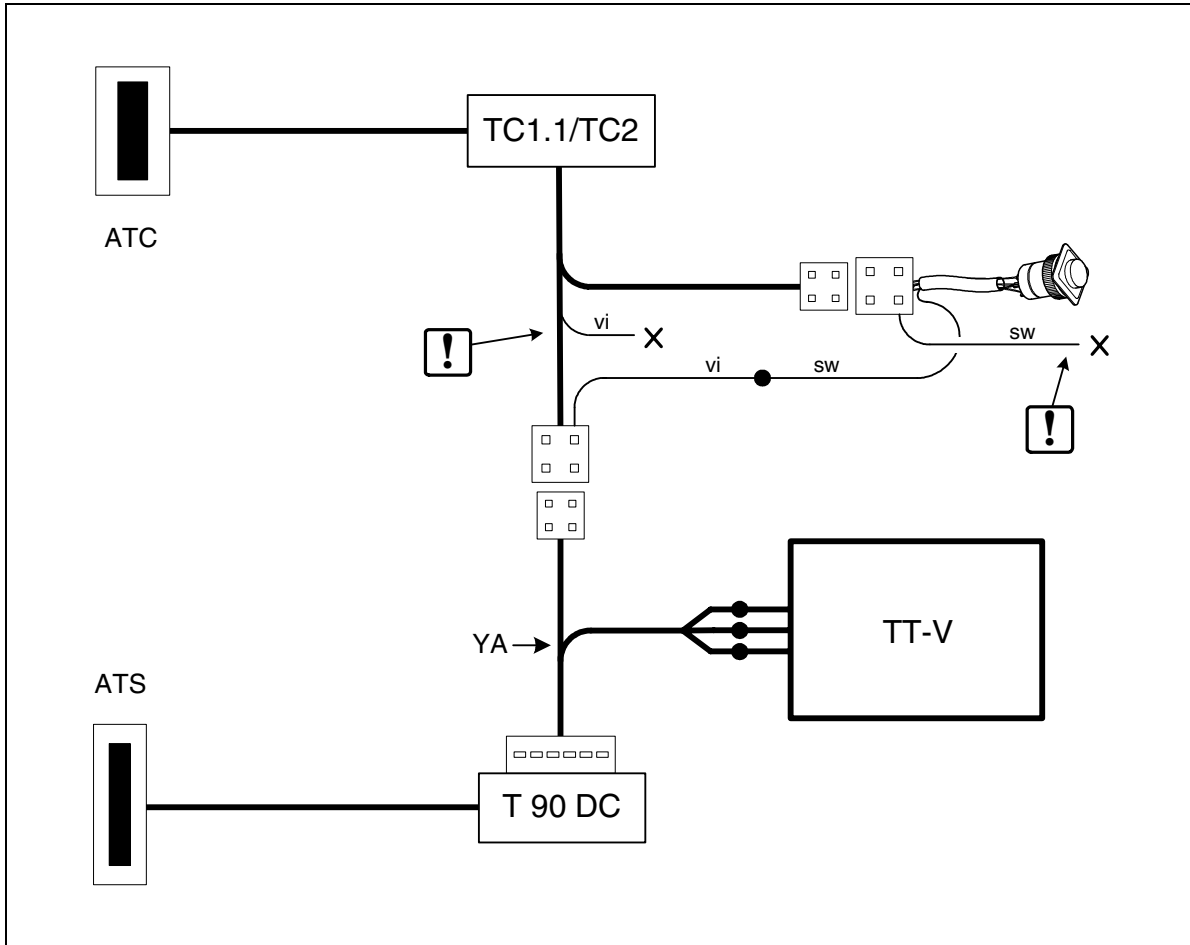 TC1.1/TC2
ATC
vi
X
sw
X
!
vi
sw
!
YA
TT-V
ATS
T 90 DC